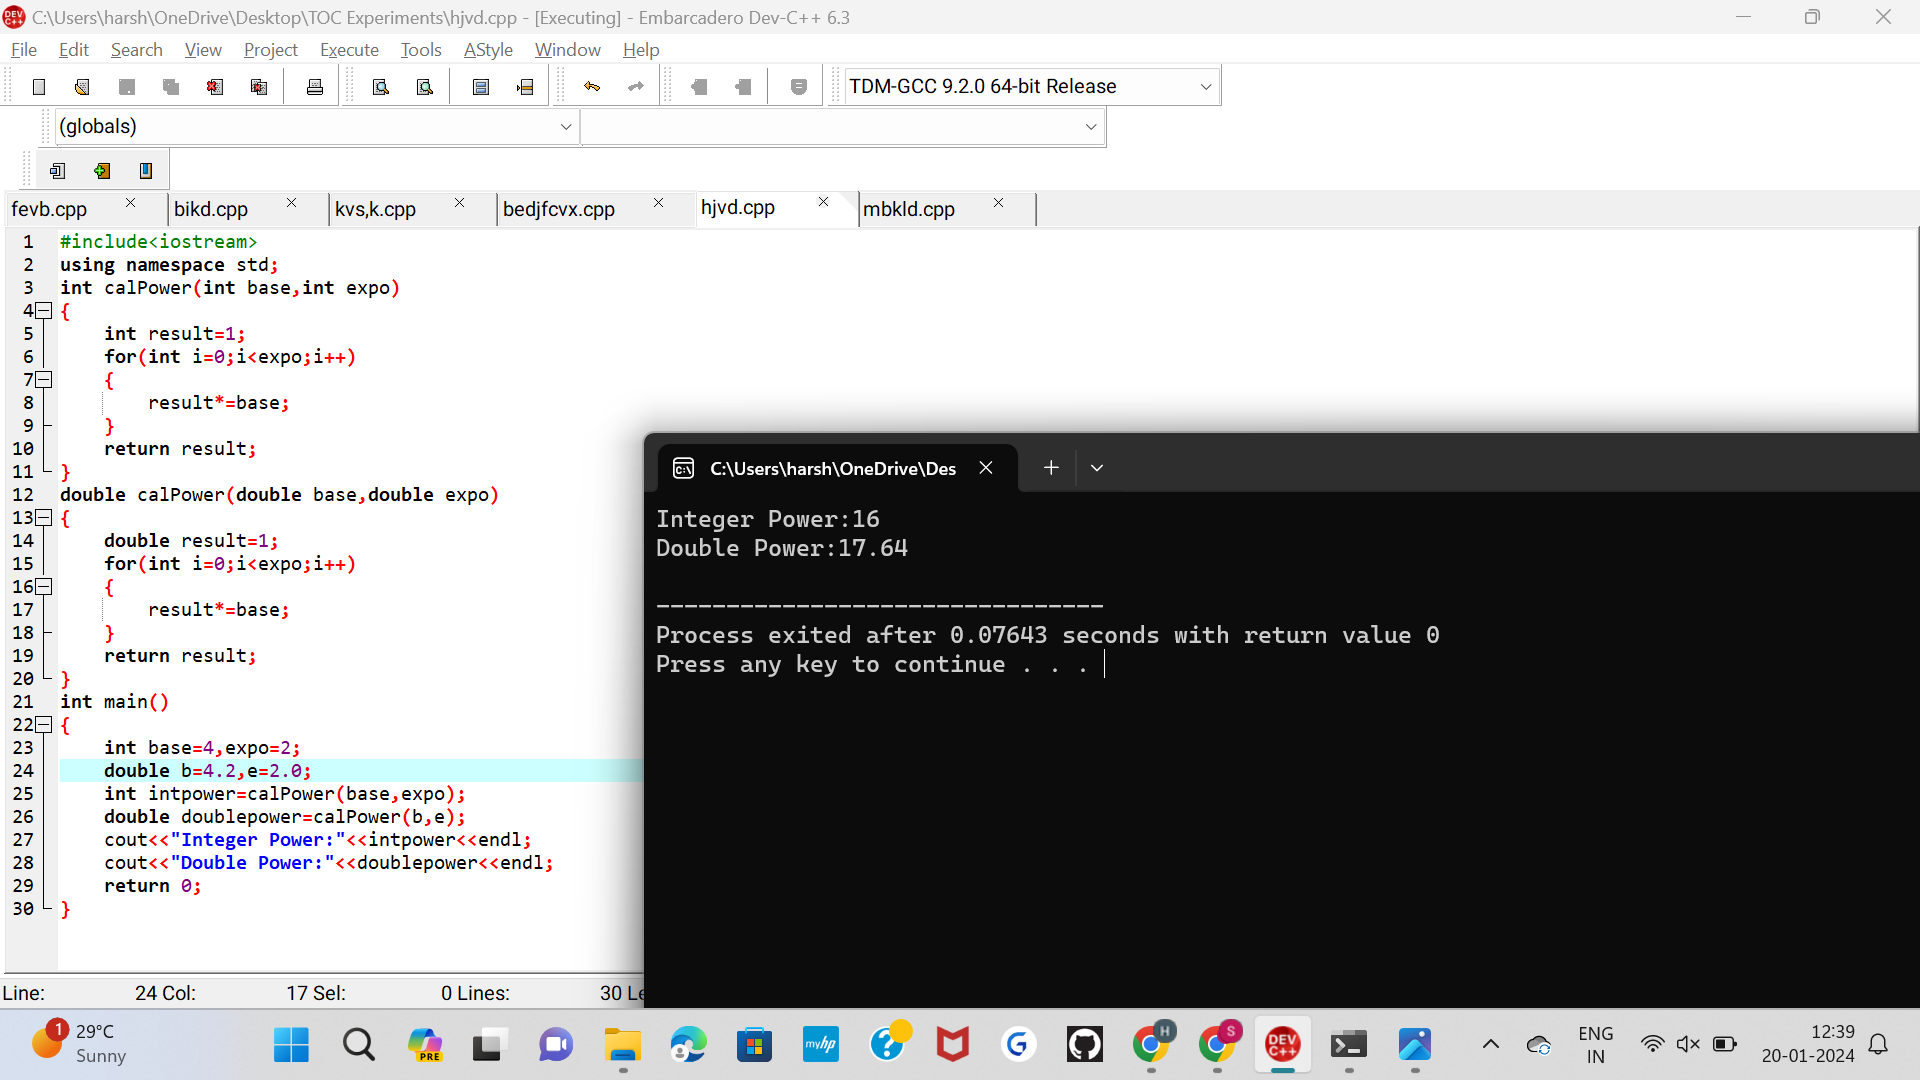 C:\Users\harsh\OneDrive\Desktop\TOC Experiments\hjvd.cpp - [Executing] - Embarcadero Dev-C++ 6.3
File Edit Search View Project Execute Tools AStyle Window Help
TDM-GCC 9.2.0 64-bit Release
(globals)
fevb.cpp bikd.cpp kvs,k.cpp bedjfcvx.cpp hjvd.cpp mbkld.cpp
1 #include<iostream>
2 using namespace std;
3 int calPower(int base,int expo)
4 {
5 int result=1;
6 for(int i=0;i<expo;i++)
7 {
8 result*=base;
9 }
10 return result;
11 }
12 double calPower(double base,double expo)
13 {
14 double result=1;
15 for(int i=0;i<expo;i++)
16 {
17 result*=base;
18 }
19 return result;
20 }
21 int main()
22 {
23 int base=4,expo=2;
24 double b=4.2,e=2.0;
25 int intpower=calPower(base,expo);
26 double doublepower=calPower(b,e);
27 cout<<"Integer Power:"<<intpower<<endl;
28 cout<<"Double Power:"<<doublepower<<endl;
29 return 0;
30 }
C:\Users\harsh\OneDrive\Des
Integer Power:16
Double Power:17.64
--------------------------------
Process exited after 0.07643 seconds with return value 0
Press any key to continue . . .
Line: 24 Col: 17 Sel: 0 Lines: 30 Le
1
29°C
Sunny
PRE
myhp
G
H
S
DEV
C++
ENG
IN
12:39
20-01-2024